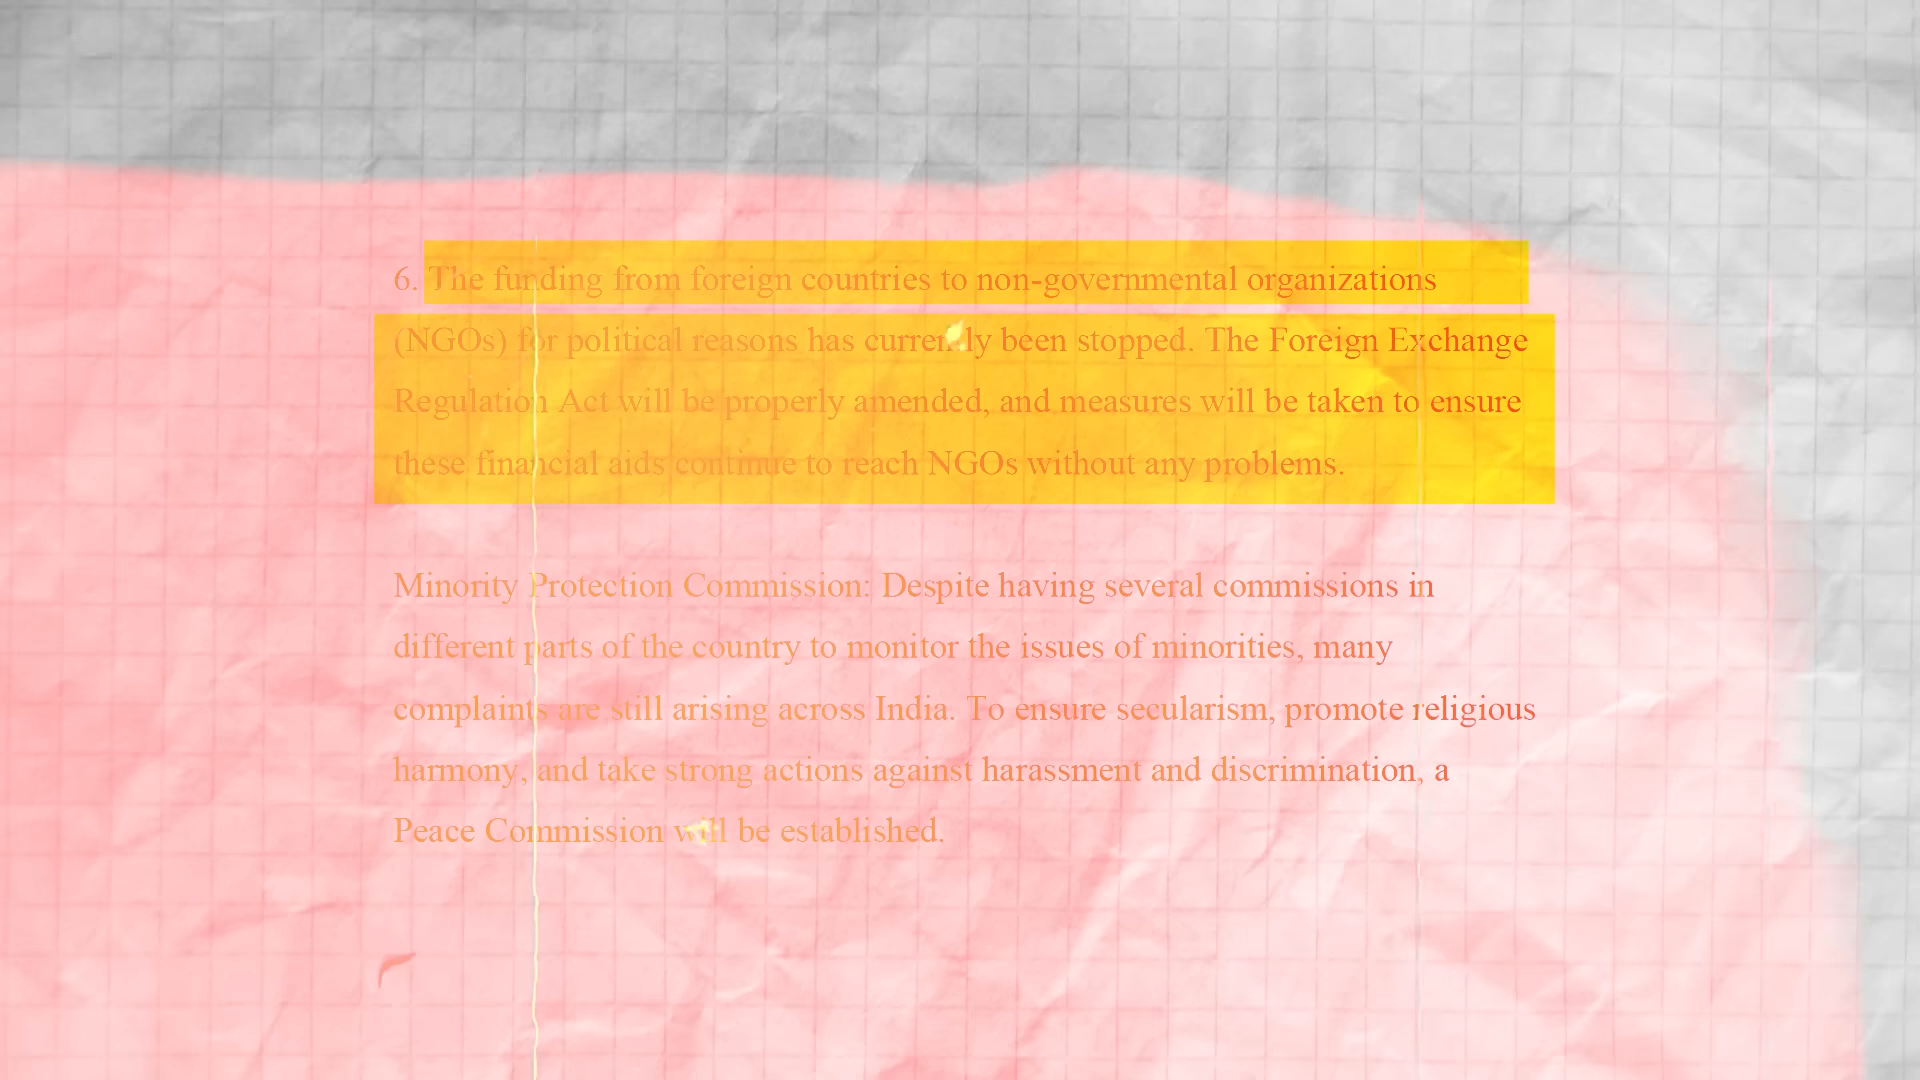 6. The funding from foreign countries to non-governmental organizations
(NGOs) for political reasons has currently been stopped. The Foreign Exchange
Regulation Act will be properly amended, and measures will be taken to ensure
these financial aids continue to reach NGOs without any problems.
Minority Protection Commission: Despite having several commissions in
different parts of the country to monitor the issues of minorities, many
complaints are still arising across India. To ensure secularism, promote religious
harmony, and take strong actions against harassment and discrimination, a
Peace Commission will be established.